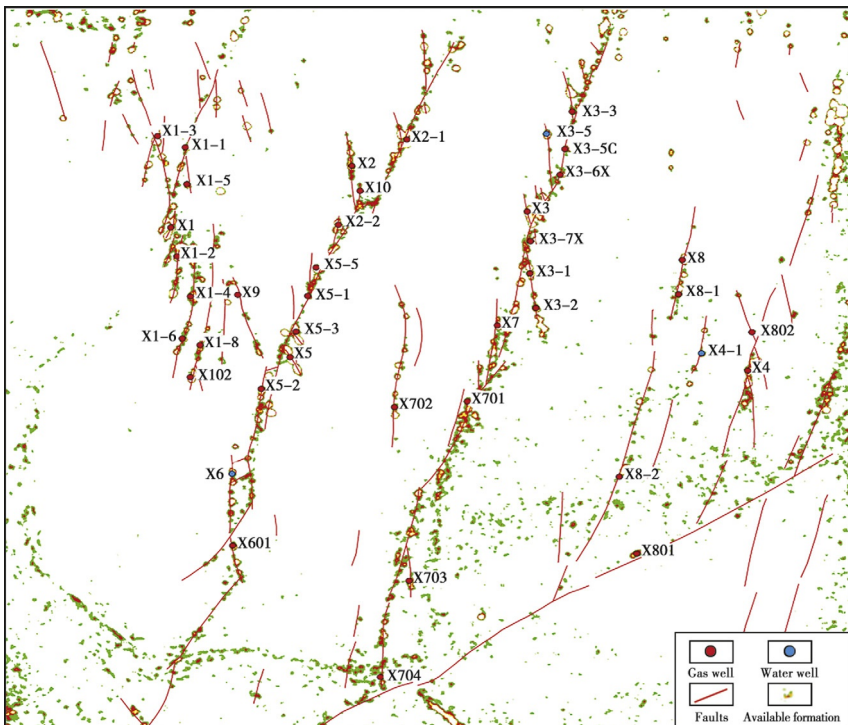 X3-3
X1-3
X3-5
X2-1
X1-1
X3-5C
X2
X3-6X
X1-5
X10
X3
X1
X2-2
X3-7X
X1-2
X8
X5-5
X3-1
X1-4
X9
X5-1
X8-1
X3-2
X7
X5-3
X802
X1-6
X1-8
X5
X4-1
X4
X102
X5-2
X702
X701
X6
X8-2
X601
X801
X703
X704
Gas well
Water well
Faults
Available formation